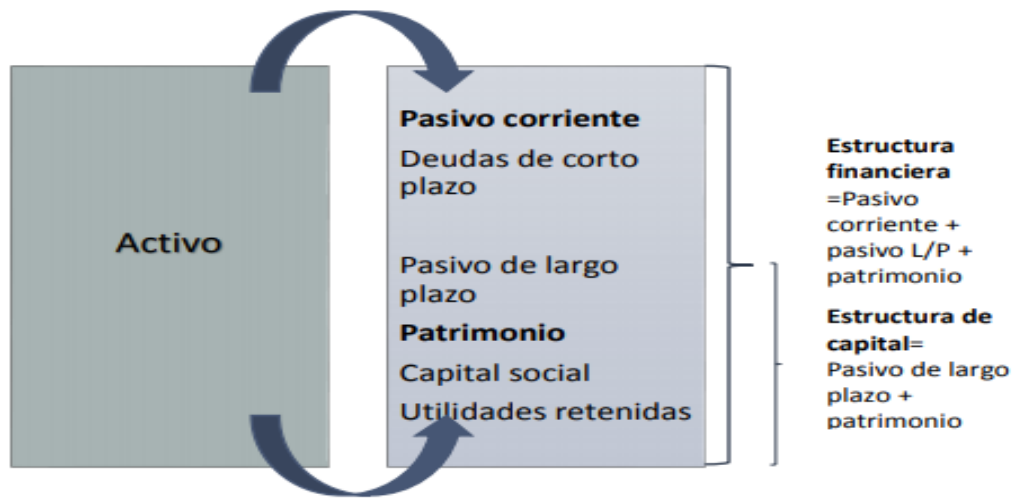 Activo
Pasivo corriente
Deudas de corto
plazo
Pasivo de largo
plazo
Patrimonio
Capital social
Utilidades retenidas
Estructura
financiera
=Pasivo
corriente +
pasivo L/P +
patrimonio
Estructura de
capital=
Pasivo de largo
plazo +
patrimonio